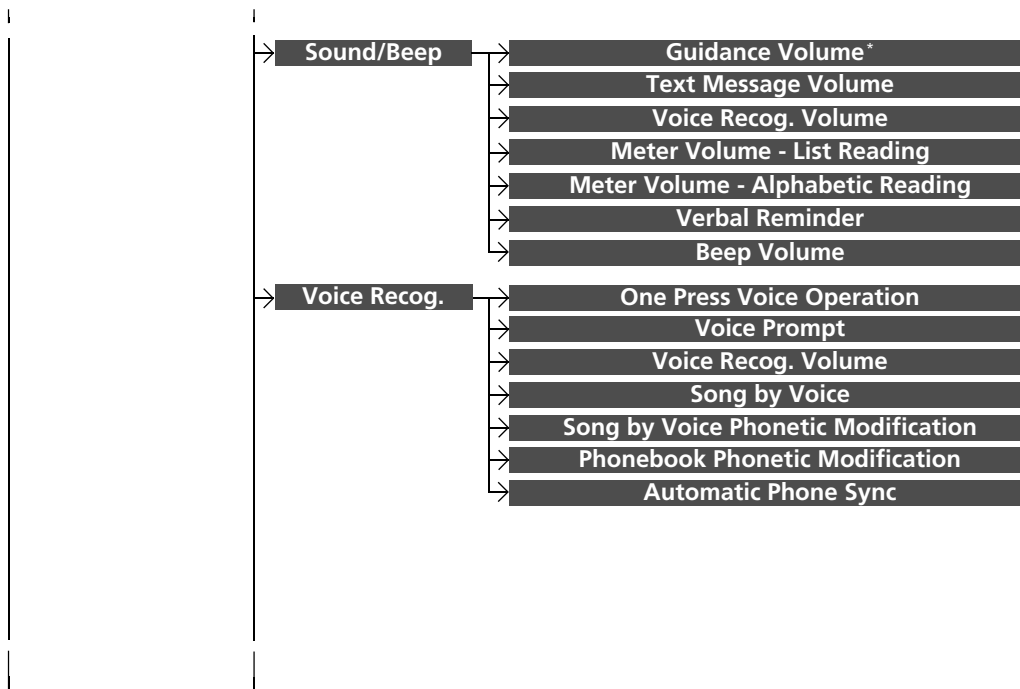 Sound/Beep
Guidance Volume*
Text Message Volume
Voice Recog. Volume
Meter Volume - List Reading
Meter Volume - Alphabetic Reading
Verbal Reminder
Beep Volume
Voice Recog.
One Press Voice Operation
Voice Prompt
Voice Recog. Volume
Song by Voice
Song by Voice Phonetic Modification
Phonebook Phonetic Modification
Automatic Phone Sync